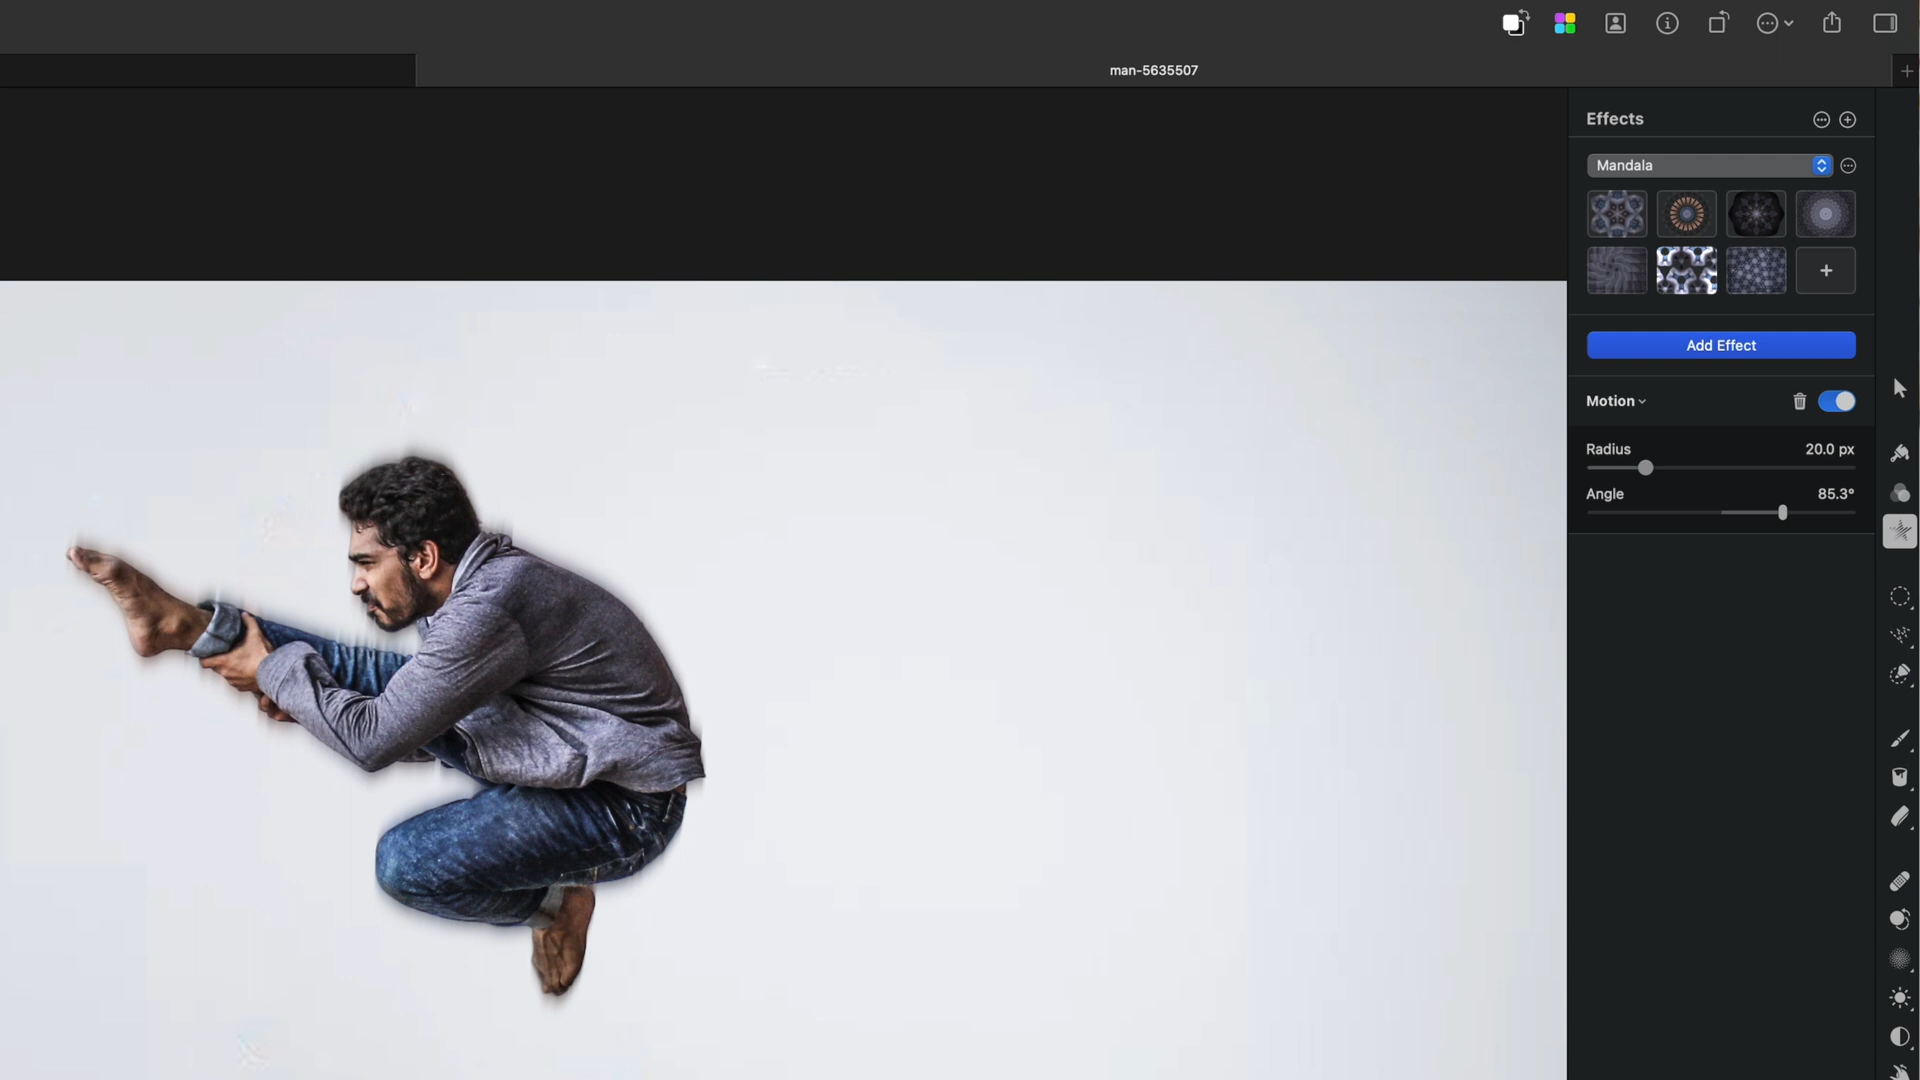 man-5635507
Effects
Mandala
Add Effect
Motion
Radius 20.0 px
Angle 85.3°